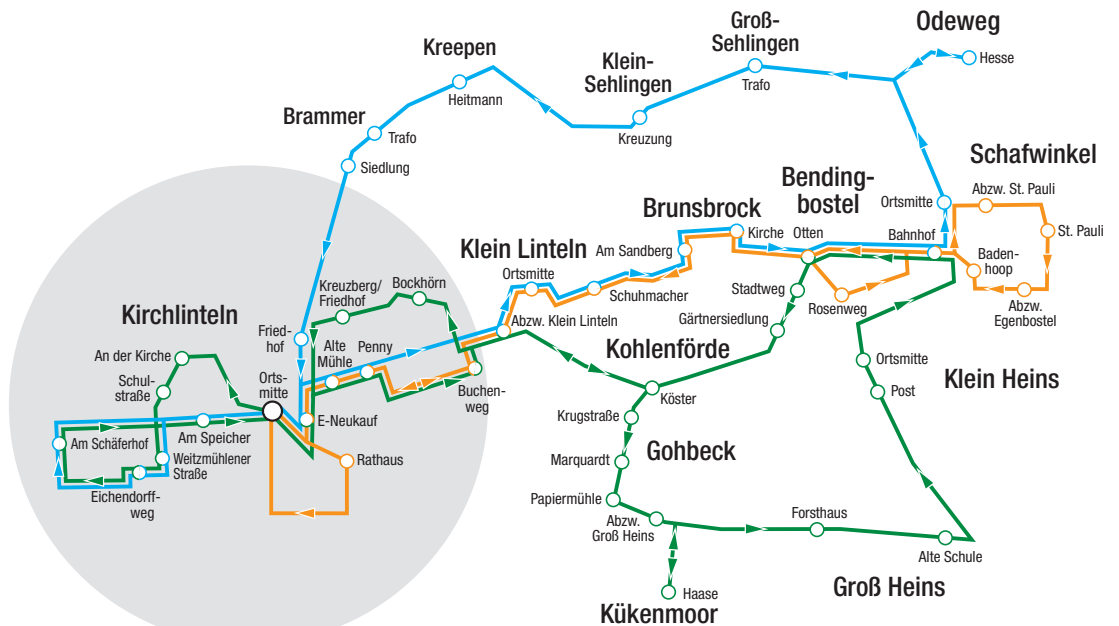 Odeweg
Hesse
Groß-
Sehlingen
Trafo
Kreepen
Heitmann
Klein-
Sehlingen
Kreuzung
Brammer
Trafo
Siedlung
Schafwinkel
Abzw. St. Pauli
St. Pauli
Baden-
hoop
Abzw.
Egenbostel
Bending-
bostel
Ortsmitte
Bahnhof
Otten
Stadtweg
Rosenweg
Gärtnersiedlung
Brunsbrock
Kirche
Am Sandberg
Schuhmacher
Klein Linteln
Ortsmitte
Abzw. Klein Linteln
Bockhörn
Kreuzberg/
Friedhof
Kirchlinteln
An der Kirche
Schul-
straße
Fried-
hof
Alte
Mühle
Penny
Orts-
mitte
Buchen-
weg
E-Neukauf
Am Speicher
Am Schäferhof
Weitzmühlener
Straße
Eichendorff-
weg
Rathaus
Kohlenförde
Köster
Krugstraße
Gohbeck
Marquardt
Papiermühle
Abzw.
Groß Heins
Forsthaus
Ortsmitte
Klein Heins
Post
Alte Schule
Groß Heins
Haase
Kükenmoor